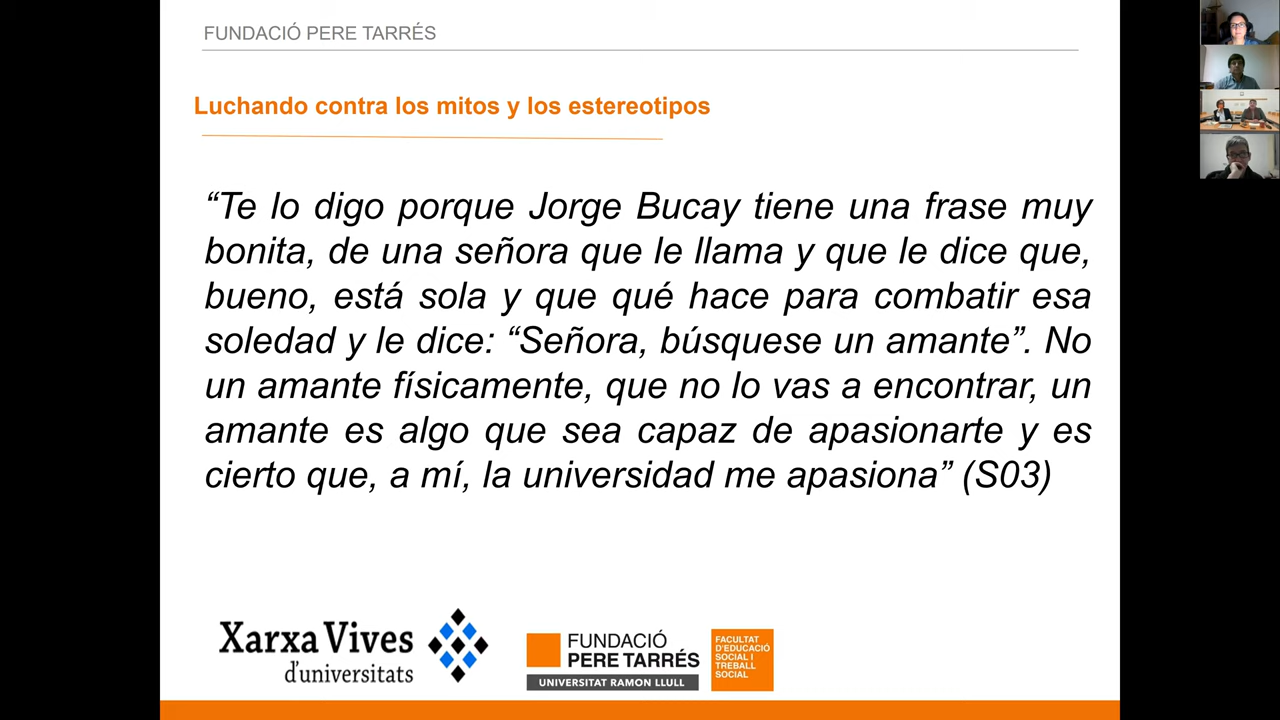 FUNDACIÓ PERE TARRÉS
Luchando contra los mitos y los estereotipos
“Te lo digo porque Jorge Bucay tiene una frase muy
bonita, de una señora que le llama y que le dice que,
bueno, está sola y que qué hace para combatir esa
soledad y le dice: “Señora, búsquese un amante”. No
un amante físicamente, que no lo vas a encontrar, un
amante es algo que sea capaz de apasionarte y es
cierto que, a mí, la universidad me apasiona” (S03)
Xarxa Vives
d'universitats
FUNDACIÓ
PERE TARRÉS
UNIVERSITAT RAMON LLULL
FACULTAT
D'EDUCACIÓ
SOCIAL I
TREBALL
SOCIAL